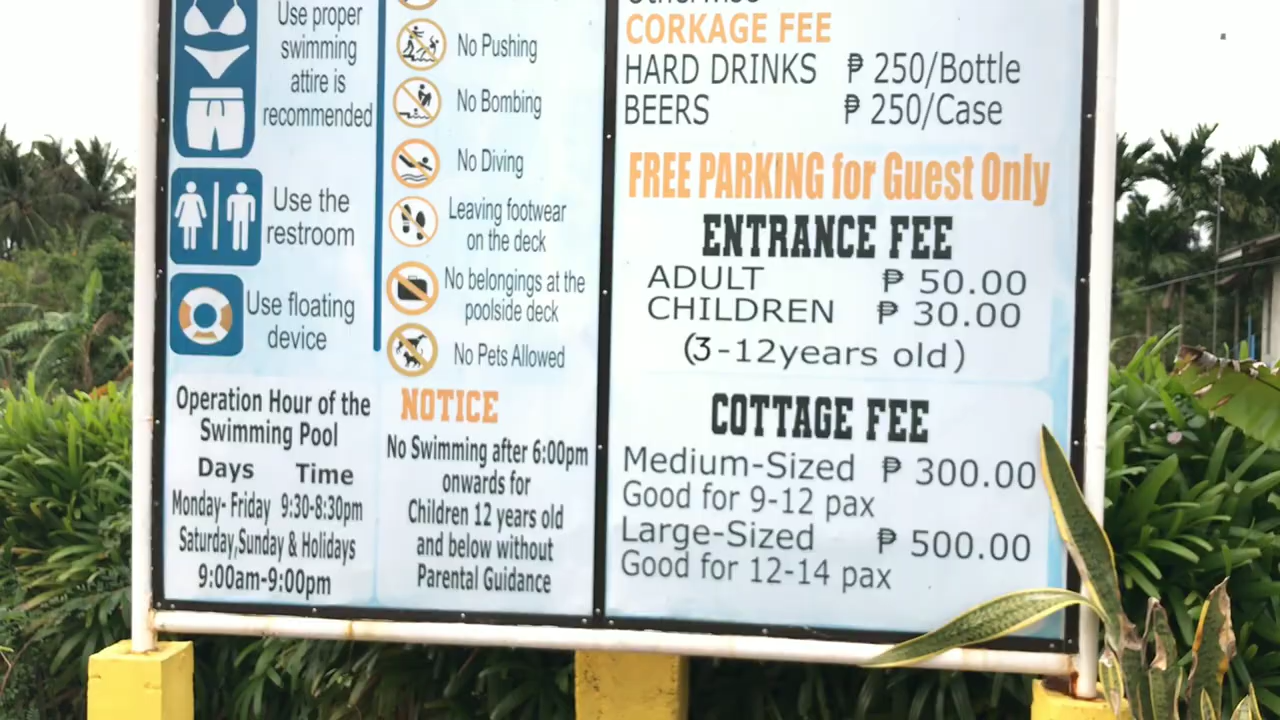 Use proper
swimming
attire is
recommended
Use the
restroom
Use floating
device
Operation Hour of the
Swimming Pool
Days Time
Monday- Friday 9:30-8:30pm
Saturday,Sunday & Holidays
9:00am-9:00pm
No Pushing
No Bombing
No Diving
Leaving footwear
on the deck
No belongings at the
poolside deck
No Pets Allowed
NOTICE
No Swimming after 6:00pm
onwards for
Children 12 years old
and below without
Parental Guidance
CORKAGE FEE
HARD DRINKS ₱ 250/Bottle
BEERS ₱ 250/Case
FREE PARKING for Guest Only
ENTRANCE FEE
ADULT ₱ 50.00
CHILDREN ₱ 30.00
(3-12years old)
COTTAGE FEE
Medium-Sized ₱ 300.00
Good for 9-12 pax
Large-Sized ₱ 500.00
Good for 12-14 pax